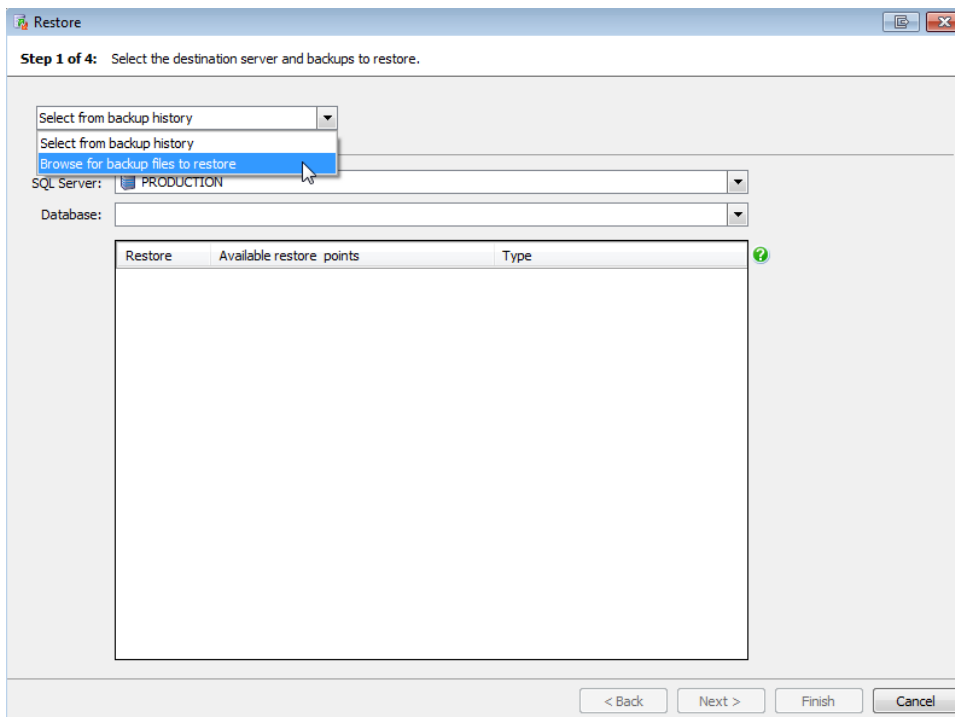 Restore
Step 1 of 4: Select the destination server and backups to restore.
Select from backup history
Select from backup history
Browse for backup files to restore
SQL Server: PRODUCTION
Database:
Restore Available restore points Type
< Back Next > Finish Cancel